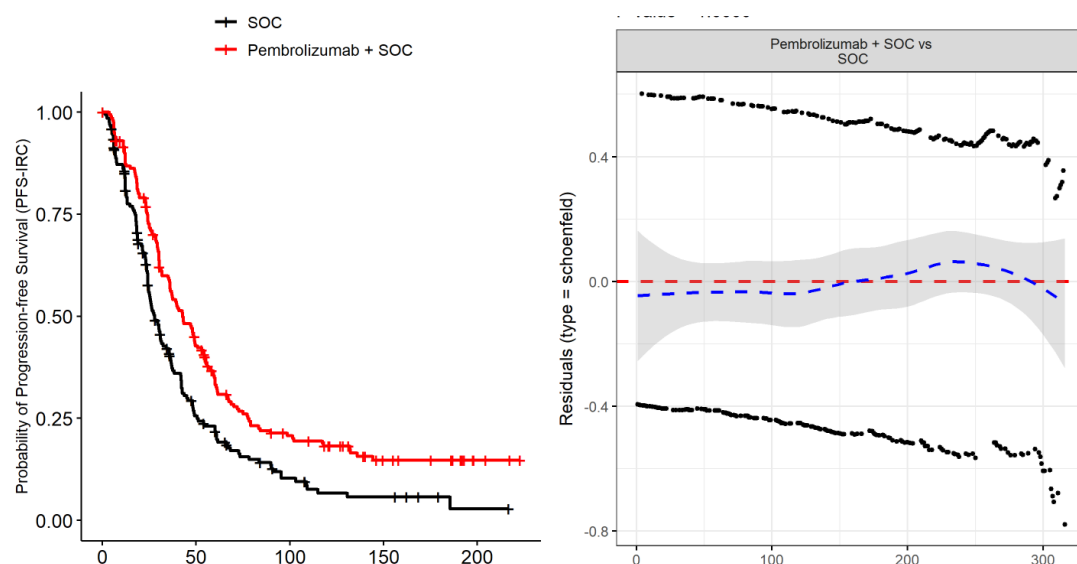 SOC
Pembrolizumab + SOC
Probability of Progression-free Survival (PFS-IRC)
1.00
0.75
0.50
0.25
0.00
0 50 100 150 200
Pembrolizumab + SOC vs
SOC
Residuals (type = schoenfeld)
0.4
0.0
-0.4
-0.8
0 100 200 300